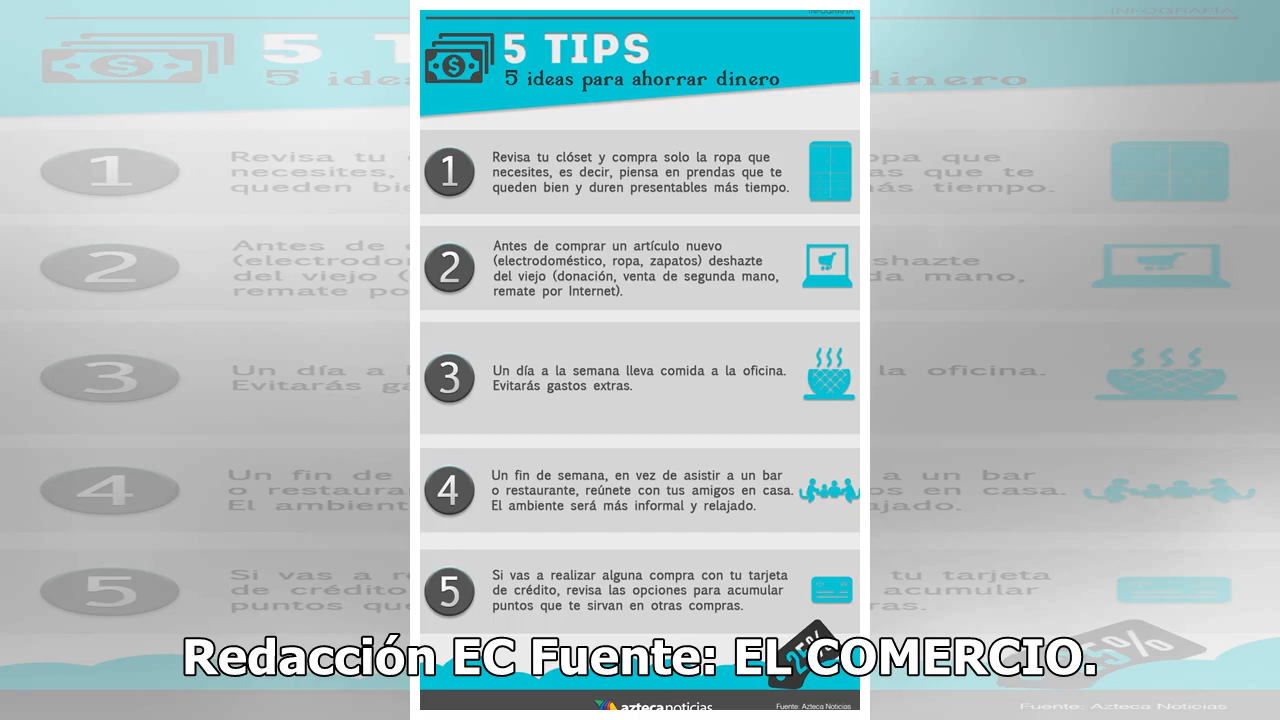 INFOGRAFÍA
5 TIPS
5 ideas para ahorrar dinero
1
Revisa tu clóset y compra solo la ropa que
necesites, es decir, piensa en prendas que te
queden bien y duren presentables más tiempo.
2
Antes de comprar un artículo nuevo
(electrodoméstico, ropa, zapatos) deshazte
del viejo (donación, venta de segunda mano,
remate por Internet).
3
Un día a la semana lleva comida a la oficina.
Evitarás gastos extras.
4
Un fin de semana, en vez de asistir a un bar
o restaurante, reúnete con tus amigos en casa.
El ambiente será más informal y relajado.
5
Si vas a realizar alguna compra con tu tarjeta
de crédito, revisa las opciones para acumular
puntos que te sirvan en otras compras.
25%
Redacción EC Fuente: EL COMERCIO.
aztecanoticias
Fuente: Azteca Noticias